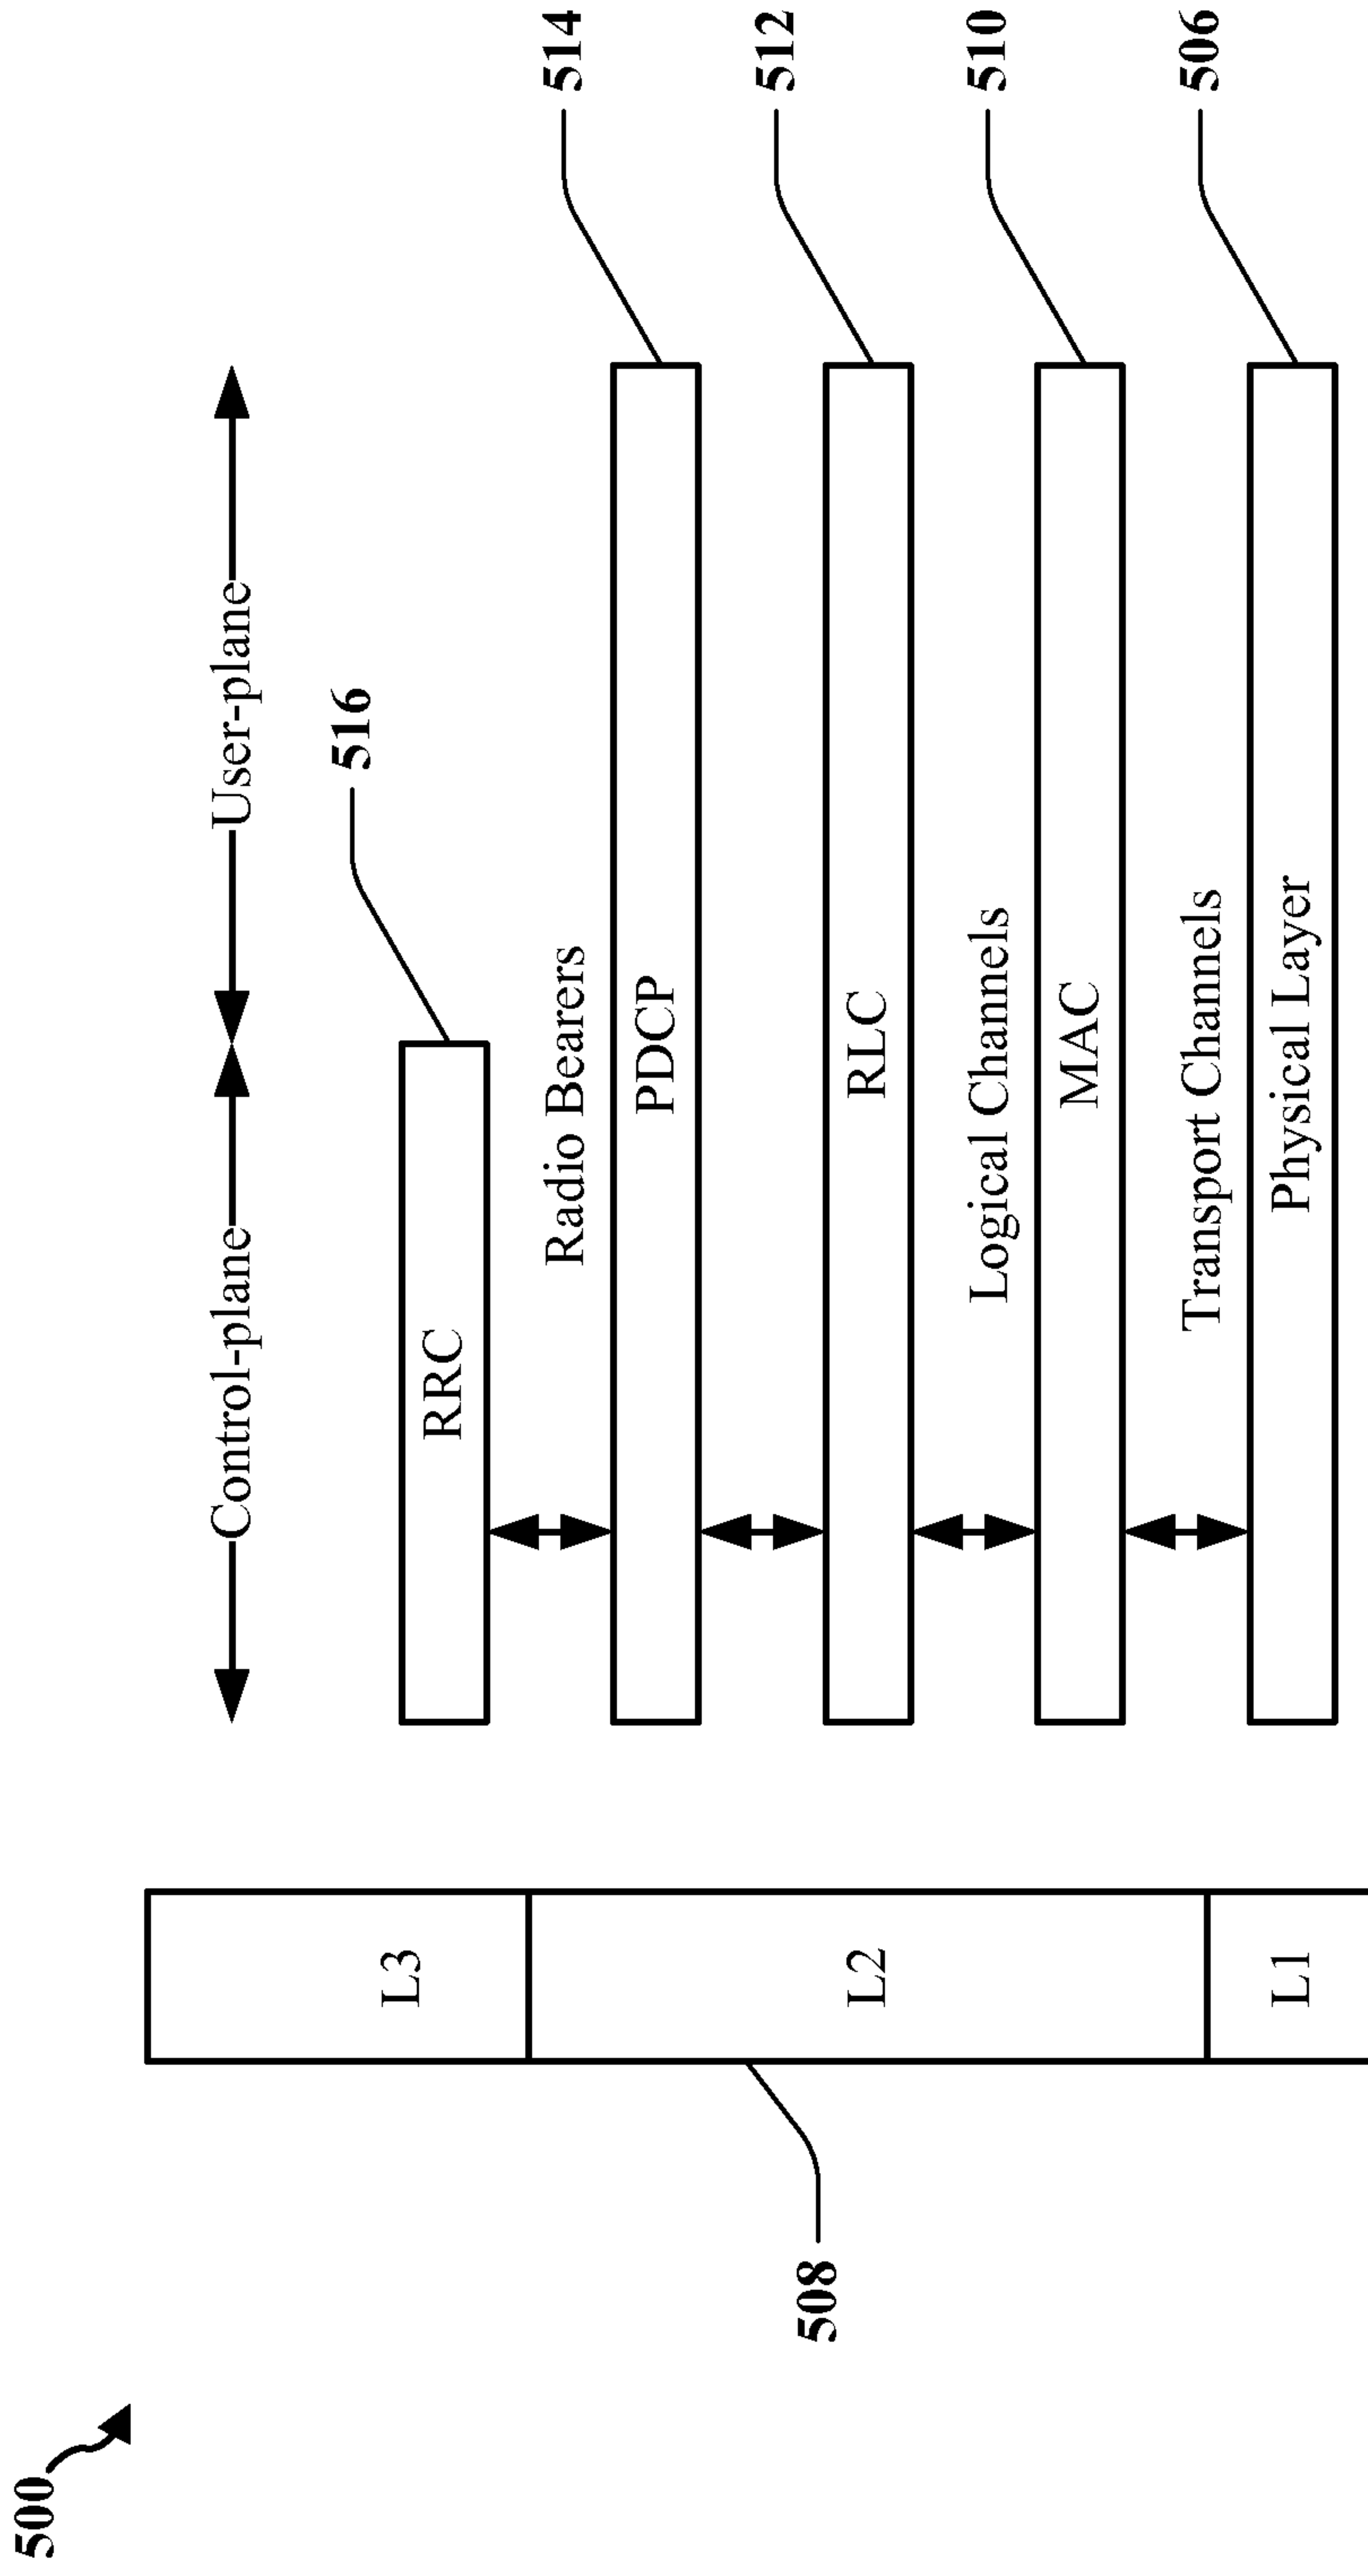 500
Control-plane
User-plane
516
RRC
L3
Radio Bearers
514
PDCP
508
L2
RLC
512
Logical Channels
510
MAC
Transport Channels
506
L1
Physical Layer